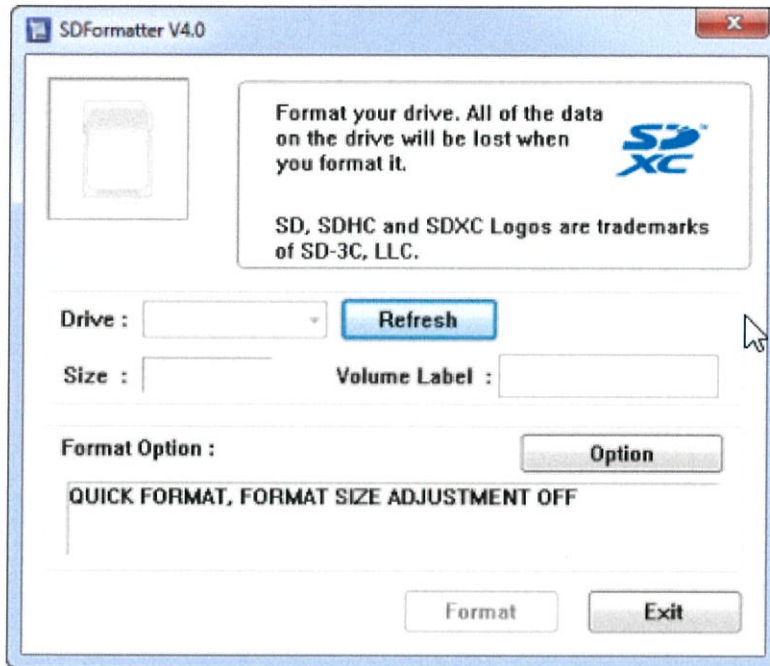 SDFormatter V4.0
Format your drive. All of the data
on the drive will be lost when
you format it.
SD XC
SD, SDHC and SDXC Logos are trademarks
of SD-3C, LLC.
Drive :
Refresh
Size :
Volume Label :
Format Option :
Option
QUICK FORMAT, FORMAT SIZE ADJUSTMENT OFF
Format
Exit